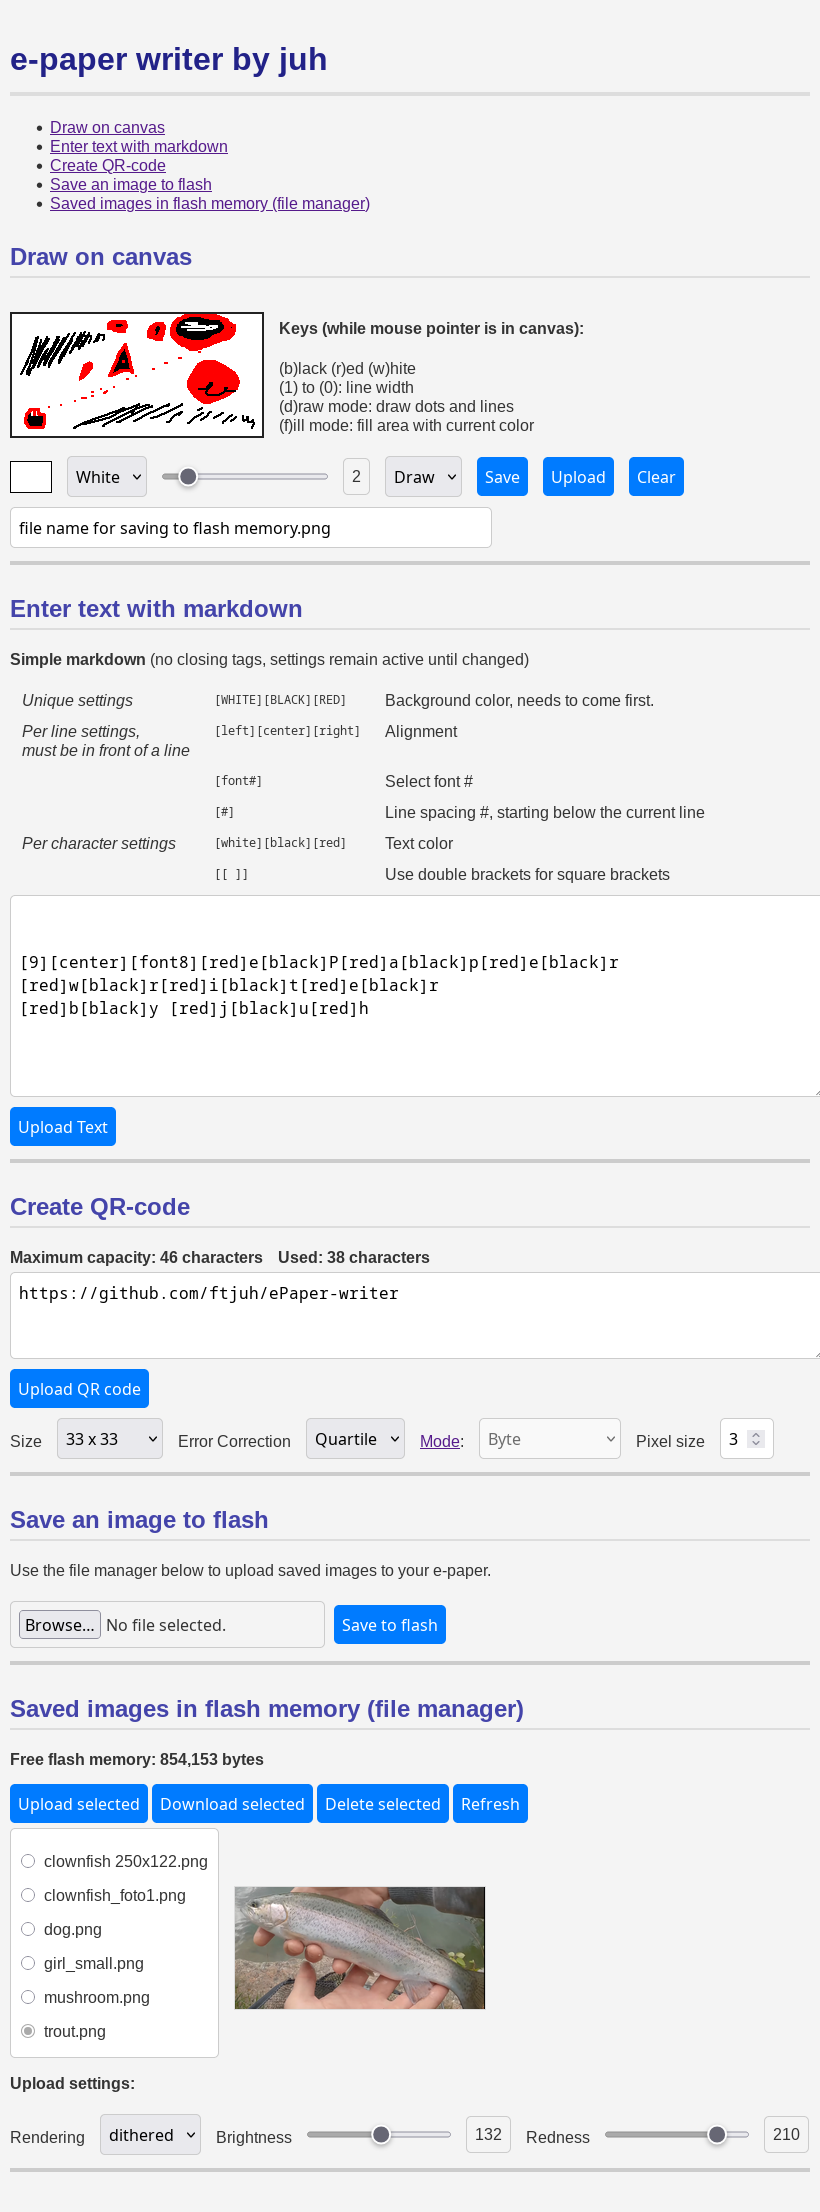 e-paper writer by juh
Draw on canvas
Enter text with markdown
Create QR-code
Save an image to flash
Saved images in flash memory (file manager)
Draw on canvas
Keys (while mouse pointer is in canvas):
(b)lack (r)ed (w)hite
(1) to (0): line width
(d)raw mode: draw dots and lines
(f)ill mode: fill area with current color
White 2 Draw Save Upload Clear
file name for saving to flash memory.png
Enter text with markdown
Simple markdown (no closing tags, settings remain active until changed)
Unique settings [WHITE][BLACK][RED] Background color, needs to come first.
Per line settings, [left][center][right] Alignment
must be in front of a line
[font#] Select font #
[#] Line spacing #, starting below the current line
Per character settings [white][black][red] Text color
[[ ]] Use double brackets for square brackets
[9][center][font8][red]e[black]P[red]a[black]p[red]e[black]r
[red]w[black]r[red]i[black]t[red]e[black]r
[red]b[black]y [red]j[black]u[red]h
Upload Text
Create QR-code
Maximum capacity: 46 characters Used: 38 characters
https://github.com/ftjuh/ePaper-writer
Upload QR code
Size 33 x 33 Error Correction Quartile Mode: Byte Pixel size 3
Save an image to flash
Use the file manager below to upload saved images to your e-paper.
Browse... No file selected. Save to flash
Saved images in flash memory (file manager)
Free flash memory: 854,153 bytes
Upload selected Download selected Delete selected Refresh
clownfish 250x122.png
clownfish_foto1.png
dog.png
girl_small.png
mushroom.png
trout.png
Upload settings:
Rendering dithered Brightness 132 Redness 210